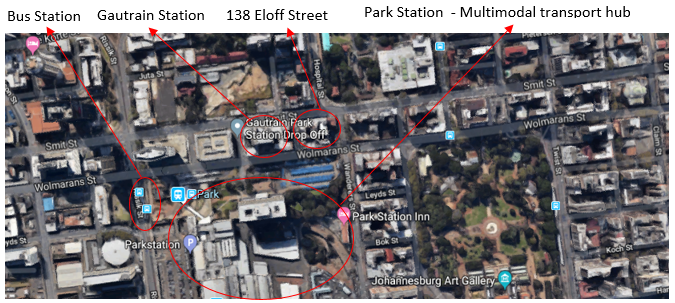 Bus Station
Gautrain Station
138 Eloff Street
Park Station - Multimodal transport hub
Rissik St
Juta St
Hospital St
Smit St
Gautrain Park
Station Drop Off
Wolmarans St
Smit St
Wolmarans St
Wanderers St
Twist St
Claim St
Park
Leyds St
Park Station Inn
Parkstation
Bok St
Koch St
Johannesburg Art Gallery